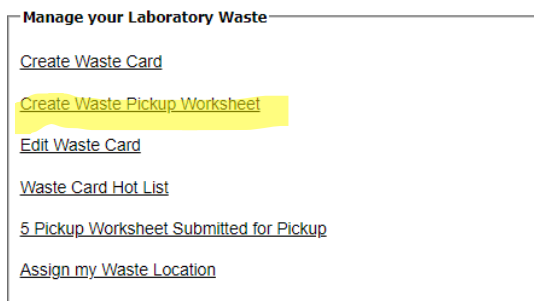 Manage your Laboratory Waste
Create Waste Card
Create Waste Pickup Worksheet
Edit Waste Card
Waste Card Hot List
5 Pickup Worksheet Submitted for Pickup
Assign my Waste Location